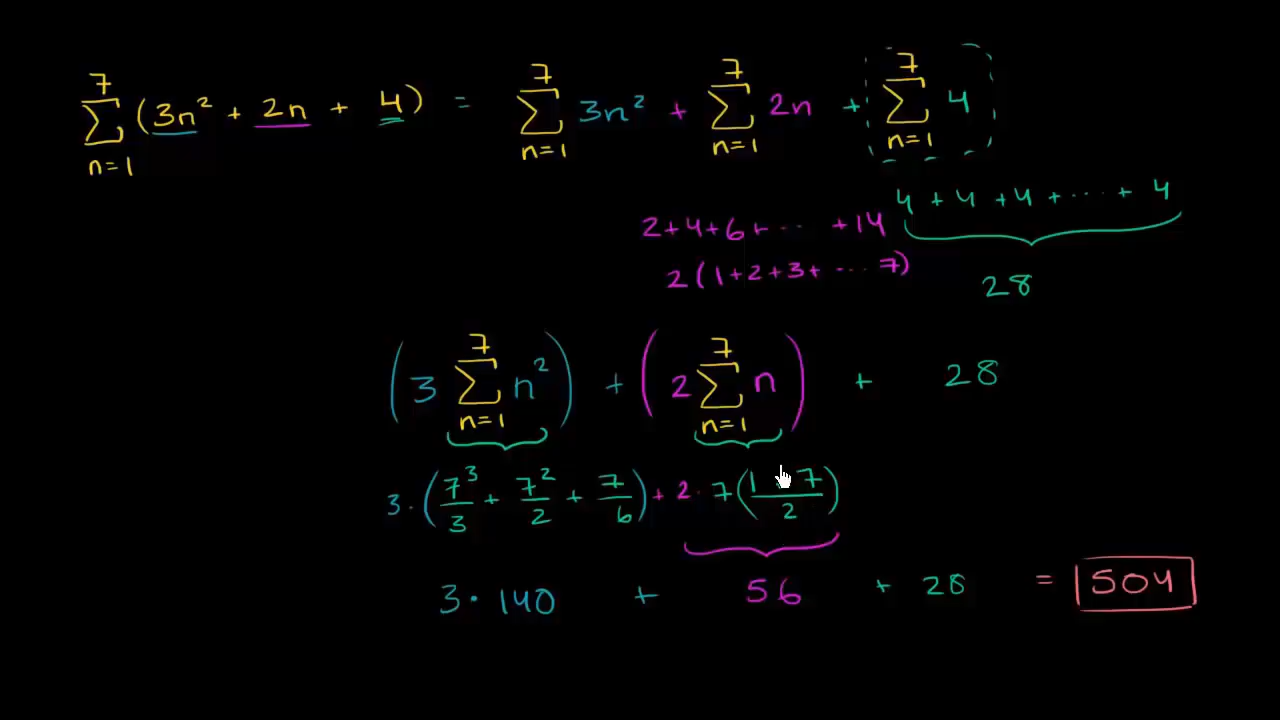 ∑_{n=1}^{7} (3n² + 2n + 4) = ∑_{n=1}^{7} 3n² + ∑_{n=1}^{7} 2n + ∑_{n=1}^{7} 4
4 + 4 + 4 + ... + 4
2+4+6+ ... +14
2(1+2+3+ ... 7)
28
(3 ∑_{n=1}^{7} n²) + (2 ∑_{n=1}^{7} n) + 28
3·(7³/3 + 7²/2 + 7/6) + 2·7(1 7/2)
3·140 + 56 + 28 = 504